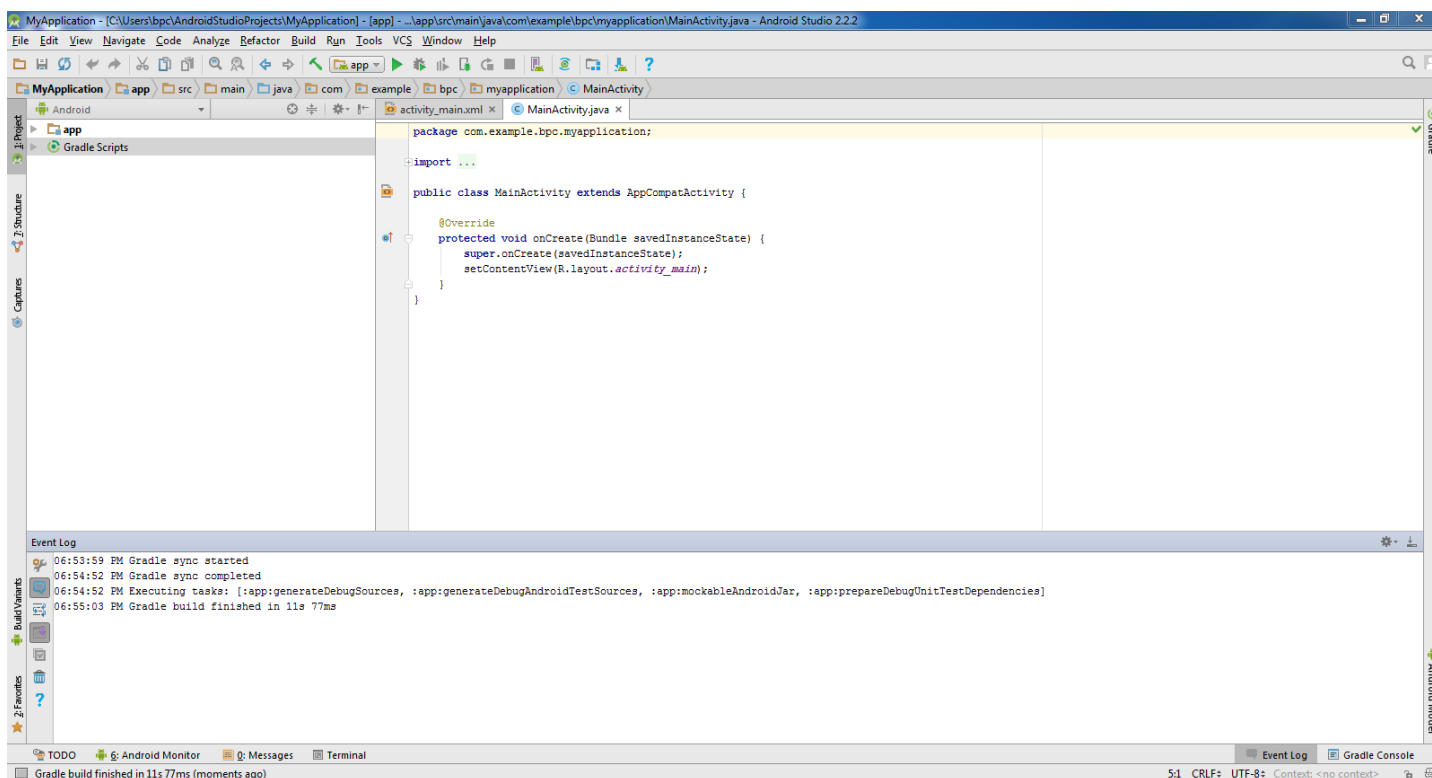 MyApplication - [C:\Users\bpc\AndroidStudioProjects\MyApplication] - [app] - ...\app\src\main\java\com\example\bpc\myapplication\MainActivity.java - Android Studio 2.2.2
File Edit View Navigate Code Analyze Refactor Build Run Tools VCS Window Help
app
MyApplication app src main java com example bpc myapplication MainActivity
Android
app
Gradle Scripts
1: Project
7: Structure
Captures
Build Variants
2: Favorites
activity_main.xml MainActivity.java
package com.example.bpc.myapplication;
import ...
public class MainActivity extends AppCompatActivity {
@Override
protected void onCreate(Bundle savedInstanceState) {
super.onCreate(savedInstanceState);
setContentView(R.layout.activity_main);
}
}
Gradle
Event Log
06:53:59 PM Gradle sync started
06:54:52 PM Gradle sync completed
06:54:52 PM Executing tasks: [:app:generateDebugSources, :app:generateDebugAndroidTestSources, :app:mockableAndroidJar, :app:prepareDebugUnitTestDependencies]
06:55:03 PM Gradle build finished in 11s 77ms
Android Model
TODO 6: Android Monitor 0: Messages Terminal Event Log Gradle Console
Gradle build finished in 11s 77ms (moments ago) 5:1 CRLF UTF-8 Context: <no context>